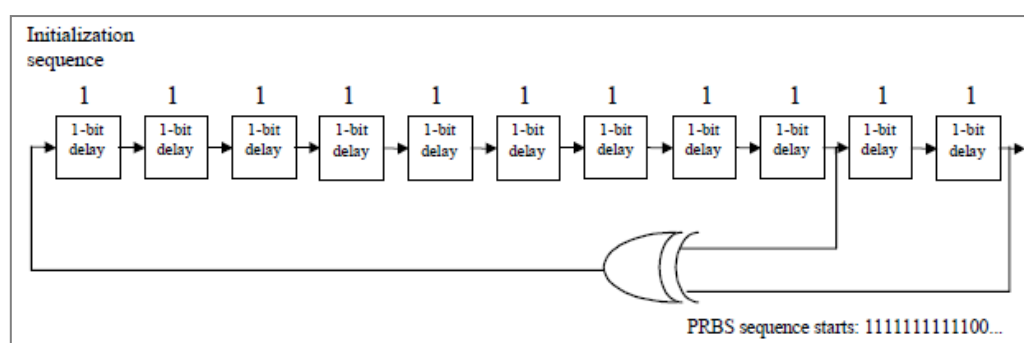 Initialization
sequence
1 1 1 1 1 1 1 1 1 1 1
1-bit 1-bit 1-bit 1-bit 1-bit 1-bit 1-bit 1-bit 1-bit 1-bit 1-bit
delay delay delay delay delay delay delay delay delay delay delay
PRBS sequence starts: 1111111111100...